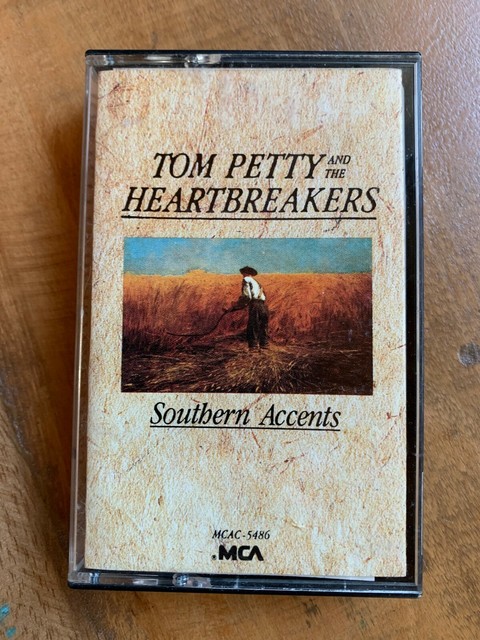 TOM PETTY AND THE
HEARTBREAKERS
Southern Accents
MCAC-5486
MCA